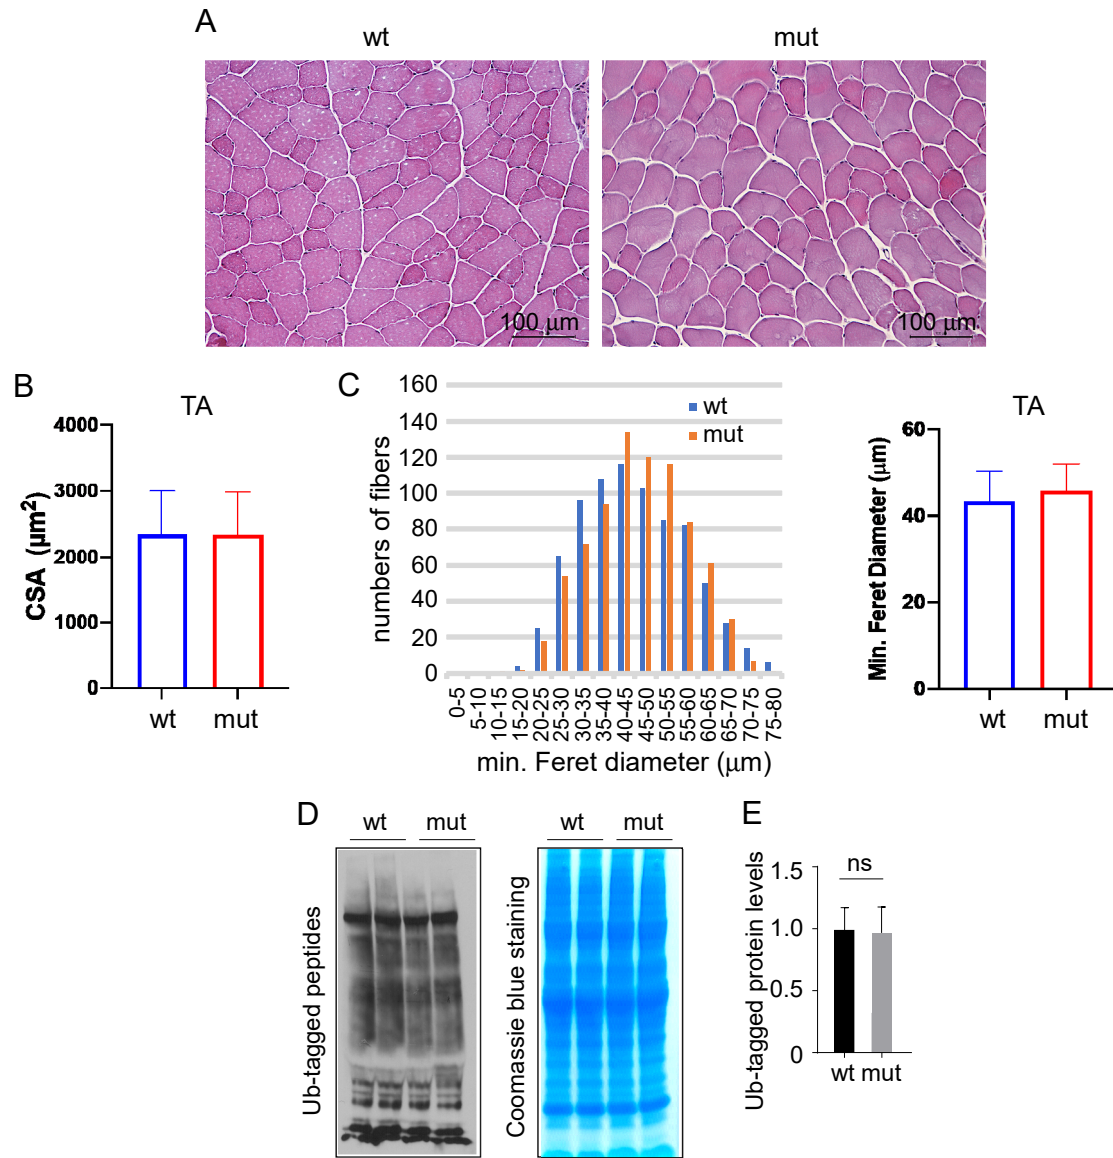 A
wt
mut
100 μm
100 μm
B
TA
CSA (μm²)
4000
3000
2000
1000
0
wt
mut
C
numbers of fibers
160
140
120
100
80
60
40
20
0
wt
mut
0-5
5-10
10-15
15-20
20-25
25-30
30-35
35-40
40-45
45-50
50-55
55-60
60-65
65-70
70-75
75-80
min. Feret diameter (μm)
TA
Min. Feret Diameter (μm)
60
40
20
0
wt
mut
D
wt
mut
Ub-tagged peptides
wt
mut
Coomassie blue staining
E
Ub-tagged protein levels
1.5
1.0
0.5
0
ns
wt mut